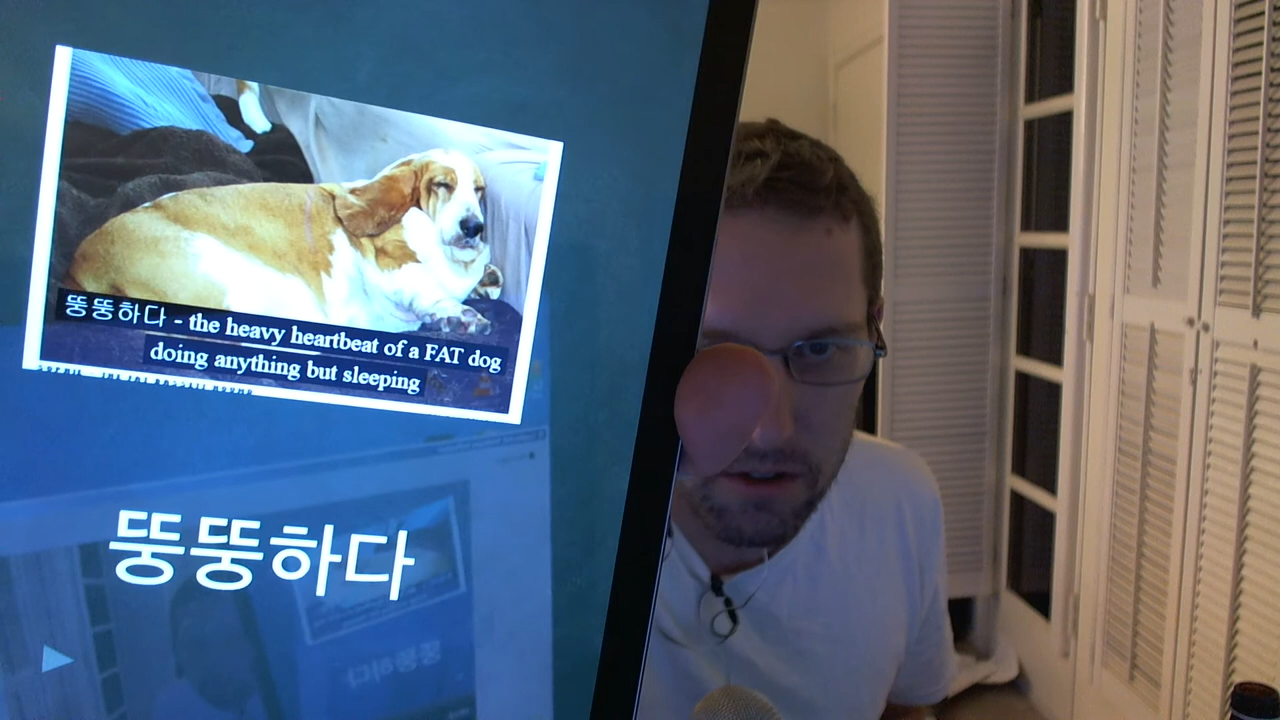 뚱뚱하다 - the heavy heartbeat of a FAT dog
doing anything but sleeping
뚱뚱하다